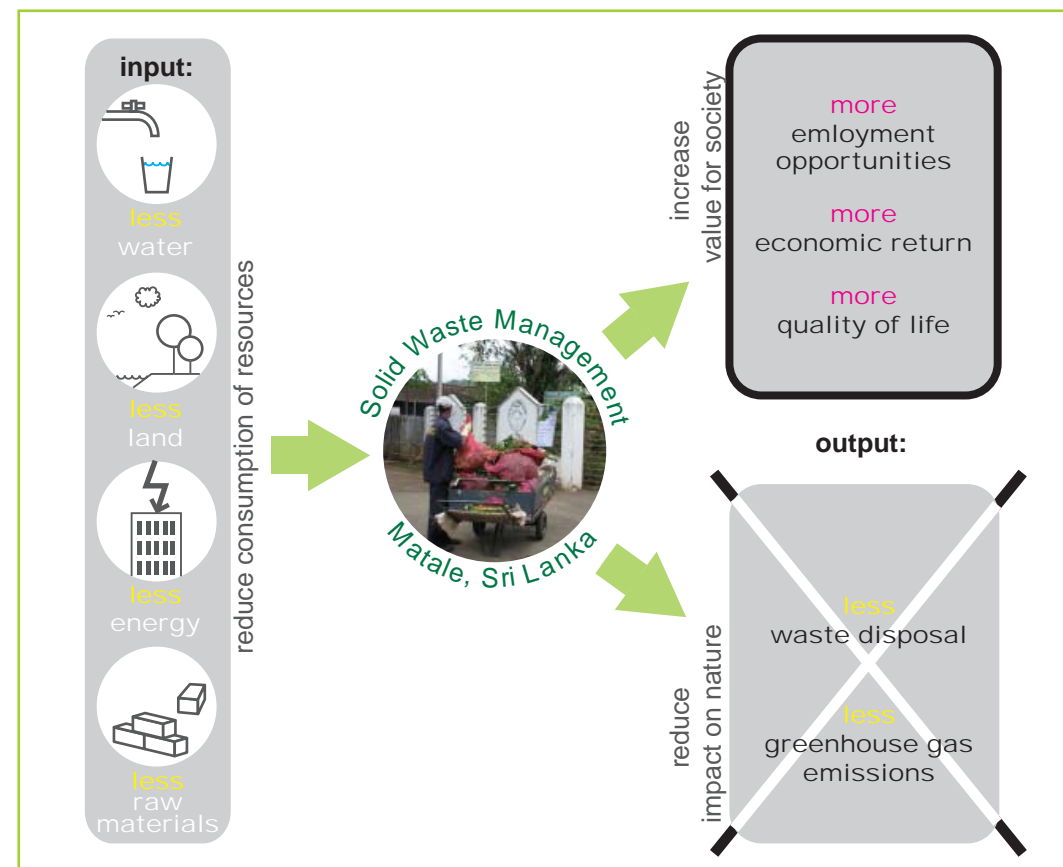 input:
less
water
less
land
less
energy
less
raw
materials
reduce consumption of resources
Solid Waste Management
Matale, Sri Lanka
increase
value for society
more
emloyment
opportunities
more
economic return
more
quality of life
output:
reduce
impact on nature
less
waste disposal
less
greenhouse gas
emissions